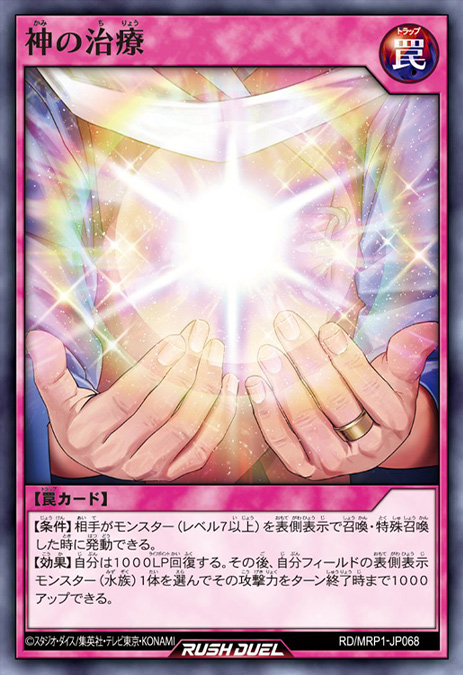 神の治療
トラップ
罠
【罠カード】
【条件】相手がモンスター（レベル7以上）を表側表示で召喚・特殊召喚
した時に発動できる。
【効果】自分は1000LP回復する。その後、自分フィールドの表側表示
モンスター（水族）1体を選んでその攻撃力をターン終了時まで1000
アップできる。
©スタジオ・ダイス/集英社・テレビ東京・KONAMI
RUSH DUEL
RD/MRP1-JP068